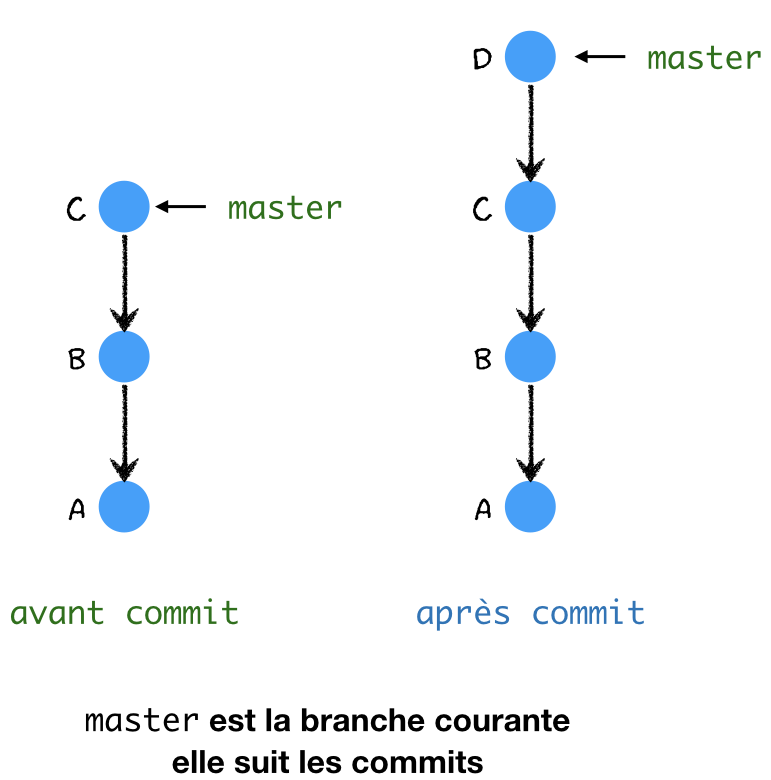 D
master
C
master
C
B
B
A
A
avant commit
après commit
master est la branche courante
elle suit les commits